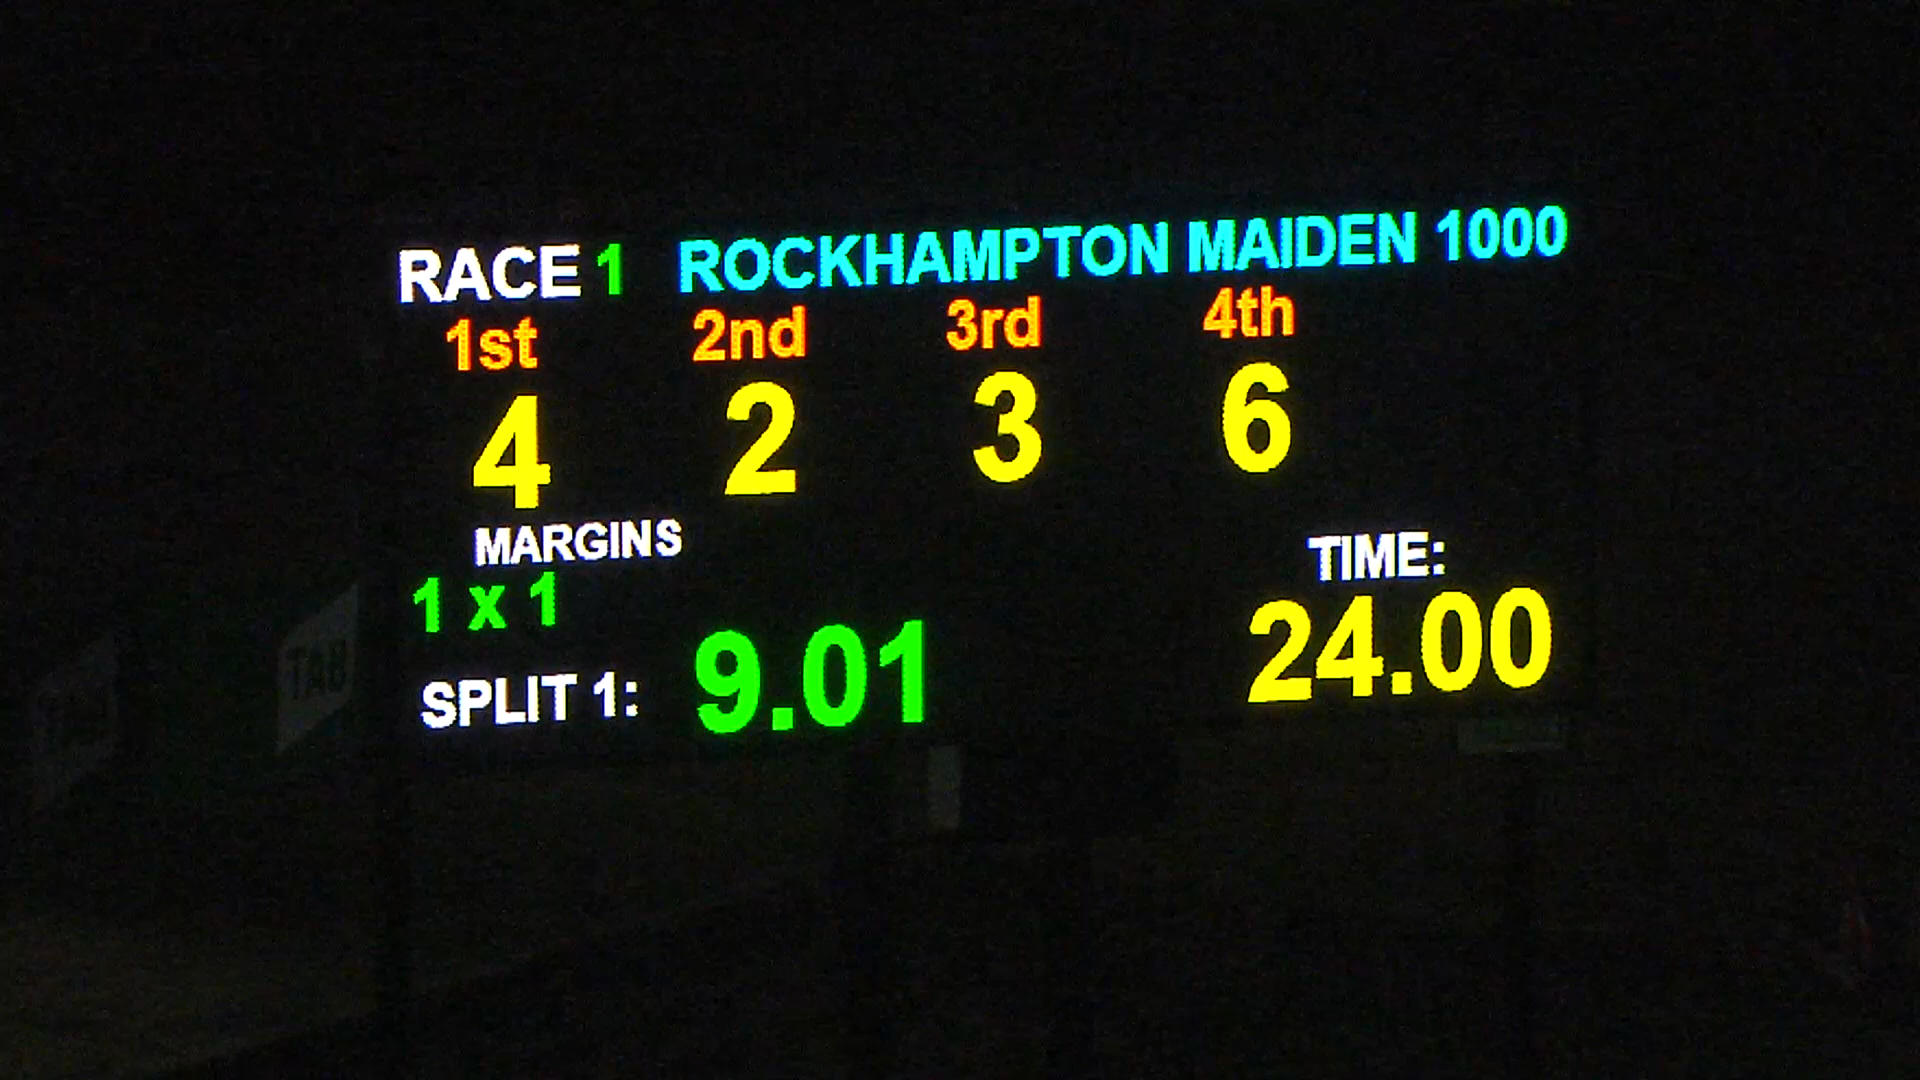 RACE 1 ROCKHAMPTON MAIDEN 1000
1st 2nd 3rd 4th
4 2 3 6
MARGINS
1 x 1
TIME:
24.00
SPLIT 1: 9.01
TAB